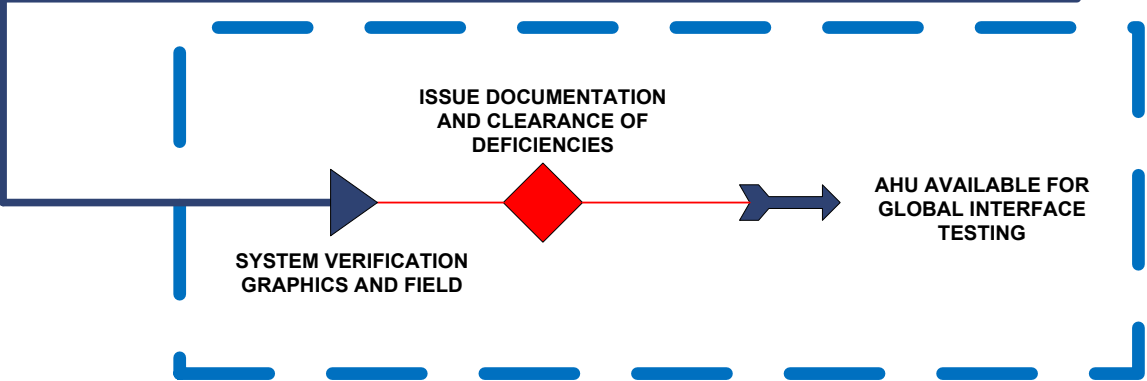 ISSUE DOCUMENTATION
AND CLEARANCE OF
DEFICIENCIES
AHU AVAILABLE FOR
GLOBAL INTERFACE
TESTING
SYSTEM VERIFICATION
GRAPHICS AND FIELD